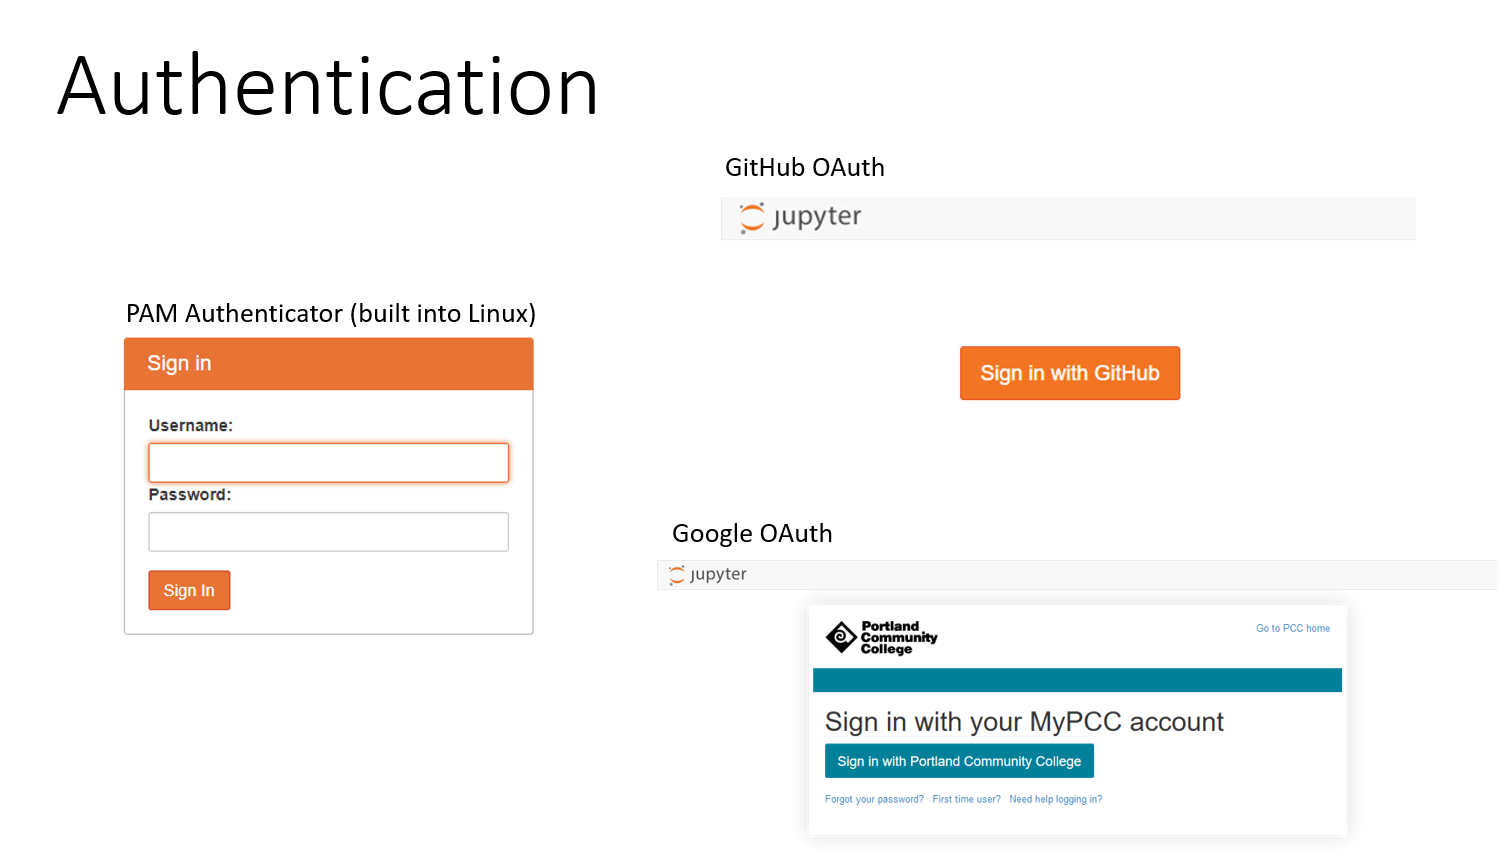 Authentication
GitHub OAuth
jupyter
PAM Authenticator (built into Linux)
Sign in
Sign in with GitHub
Username:
Password:
Sign In
Google OAuth
jupyter
Portland
Community
College
Go to PCC home
Sign in with your MyPCC account
Sign in with Portland Community College
Forgot your password? First time user? Need help logging in?